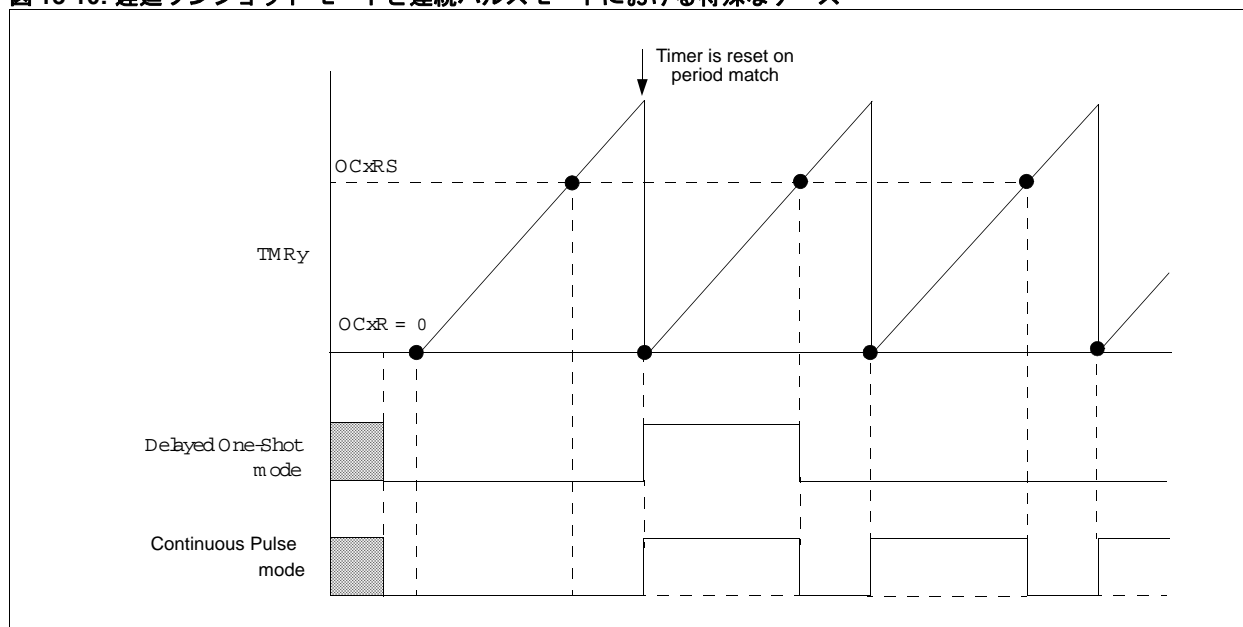 Timer is reset on
period match
OCxRS
TMRy
OCxR = 0
Delayed One-Shot
mode
Continuous Pulse
mode